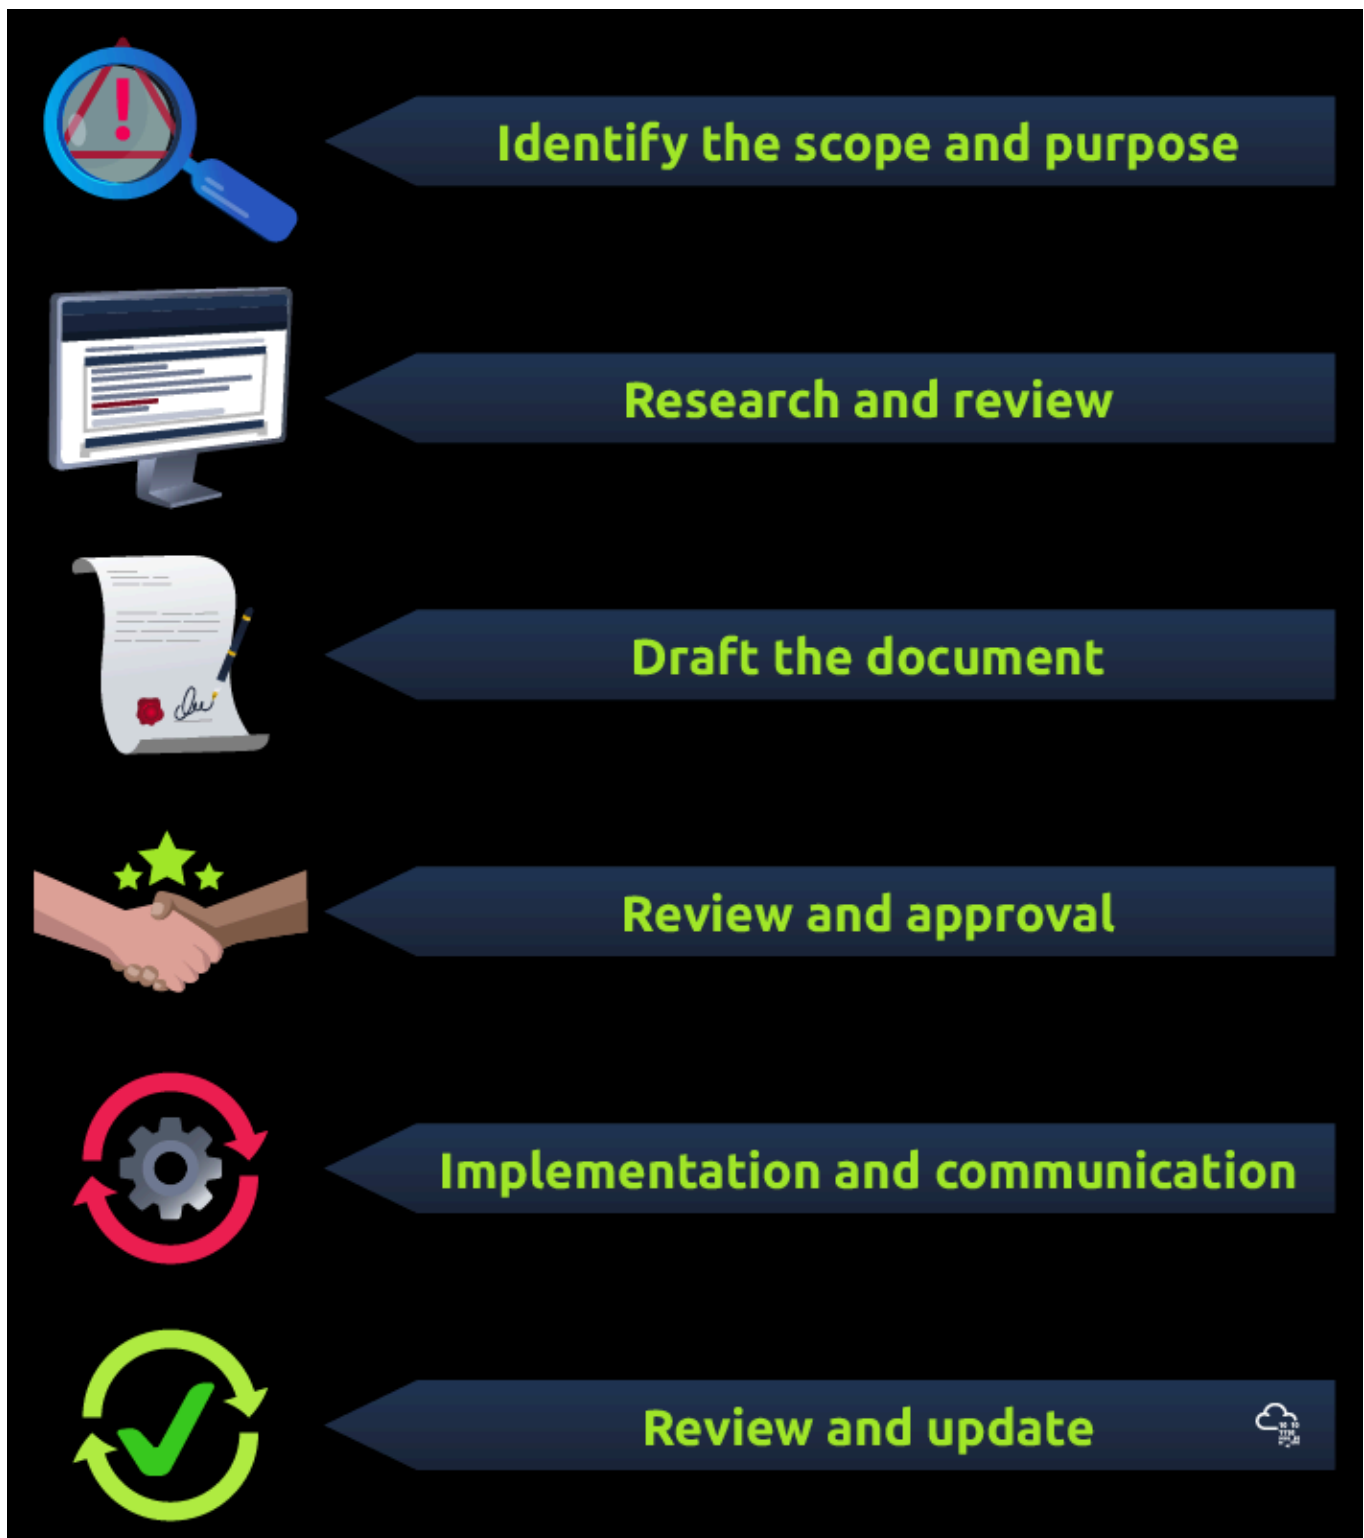 Identify the scope and purpose
Research and review
Draft the document
Review and approval
Implementation and communication
Review and update